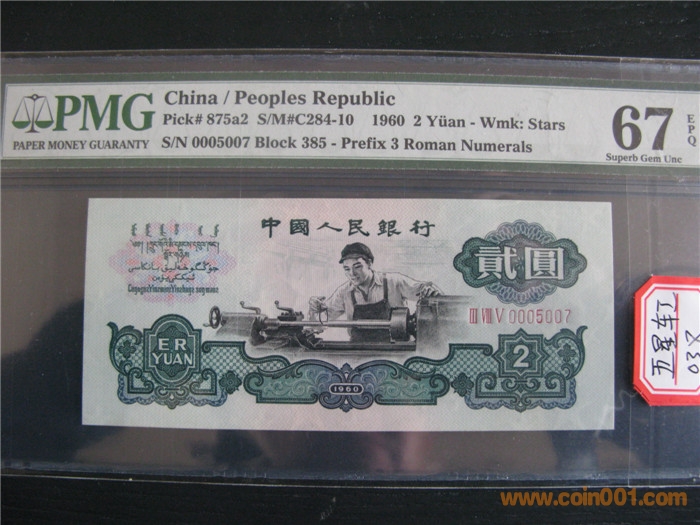 PMG
PAPER MONEY GUARANTY
China / Peoples Republic
Pick# 875a2 S/M#C284-10 1960 2 Yüan - Wmk: Stars
S/N 0005007 Block 385 - Prefix 3 Roman Numerals
67
EPQ
Superb Gem Unc
中國人民銀行
貳圓
III VIII V 0005007
ER
YUAN
1960
2
五星车工
038
www.coin001.com